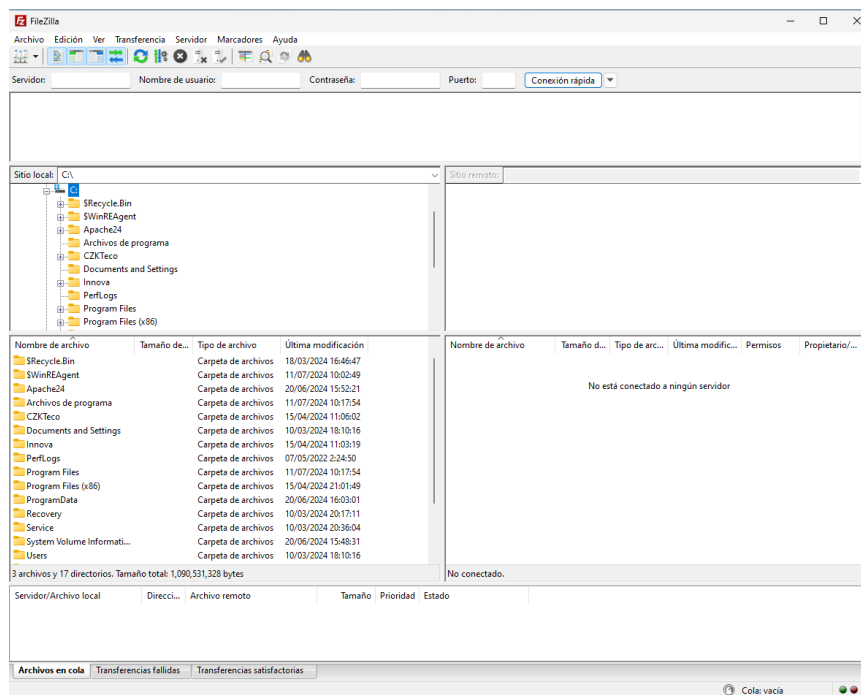 FileZilla
Archivo Edición Ver Transferencia Servidor Marcadores Ayuda
Servidor: Nombre de usuario: Contraseña: Puerto: Conexión rápida
Sitio local: C:\
Sitio remoto:
C:
$Recycle.Bin
$WinREAgent
Apache24
Archivos de programa
CZKTeco
Documents and Settings
Innova
PerfLogs
Program Files
Program Files (x86)
Nombre de archivo Tamaño de... Tipo de archivo Última modificación
$Recycle.Bin Carpeta de archivos 18/03/2024 16:46:47
$WinREAgent Carpeta de archivos 11/07/2024 10:02:49
Apache24 Carpeta de archivos 20/06/2024 15:52:21
Archivos de programa Carpeta de archivos 11/07/2024 10:17:54
CZKTeco Carpeta de archivos 15/04/2024 11:06:02
Documents and Settings Carpeta de archivos 10/03/2024 18:10:16
Innova Carpeta de archivos 15/04/2024 11:03:19
PerfLogs Carpeta de archivos 07/05/2022 2:24:50
Program Files Carpeta de archivos 11/07/2024 10:17:54
Program Files (x86) Carpeta de archivos 15/04/2024 21:01:49
ProgramData Carpeta de archivos 20/06/2024 16:03:01
Recovery Carpeta de archivos 10/03/2024 20:17:11
Service Carpeta de archivos 10/03/2024 20:36:04
System Volume Informati... Carpeta de archivos 20/06/2024 15:48:31
Users Carpeta de archivos 10/03/2024 18:10:16
3 archivos y 17 directorios. Tamaño total: 1,090,531,328 bytes
Nombre de archivo Tamaño d... Tipo de arc... Última modific... Permisos Propietario/...
No está conectado a ningún servidor
No conectado.
Servidor/Archivo local Direcci... Archivo remoto Tamaño Prioridad Estado
Archivos en cola Transferencias fallidas Transferencias satisfactorias
Cola: vacía